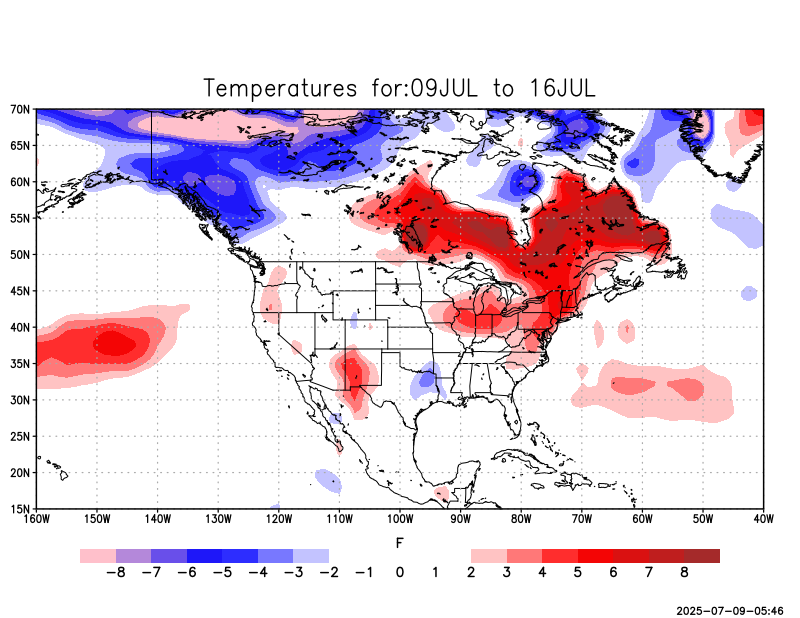 Temperatures for:09JUL to 16JUL
70N
65N
60N
55N
50N
45N
40N
35N
30N
25N
20N
15N
160W 150W 140W 130W 120W 110W 100W 90W 80W 70W 60W 50W 40W
F
-8 -7 -6 -5 -4 -3 -2 -1 0 1 2 3 4 5 6 7 8
2025-07-09-05:46